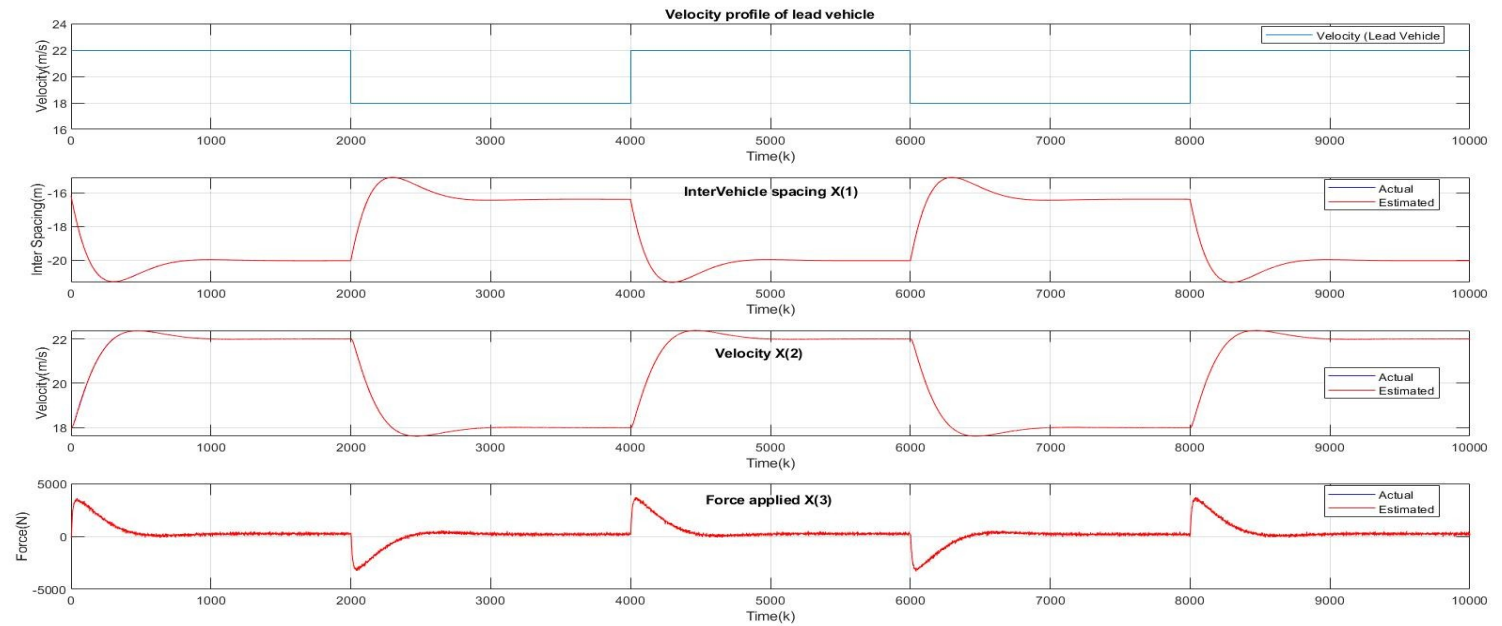 Velocity profile of lead vehicle
24
22
20
18
16
Velocity(m/s)
Velocity (Lead Vehicle
0 1000 2000 3000 4000 5000 6000 7000 8000 9000 10000
Time(k)
InterVehicle spacing X(1)
-16
-18
-20
Inter Spacing(m)
Actual
Estimated
0 1000 2000 3000 4000 5000 6000 7000 8000 9000 10000
Time(k)
Velocity X(2)
22
20
18
Velocity(m/s)
Actual
Estimated
0 1000 2000 3000 4000 5000 6000 7000 8000 9000 10000
Time(k)
Force applied X(3)
5000
0
-5000
Force(N)
Actual
Estimated
0 1000 2000 3000 4000 5000 6000 7000 8000 9000 10000
Time(k)